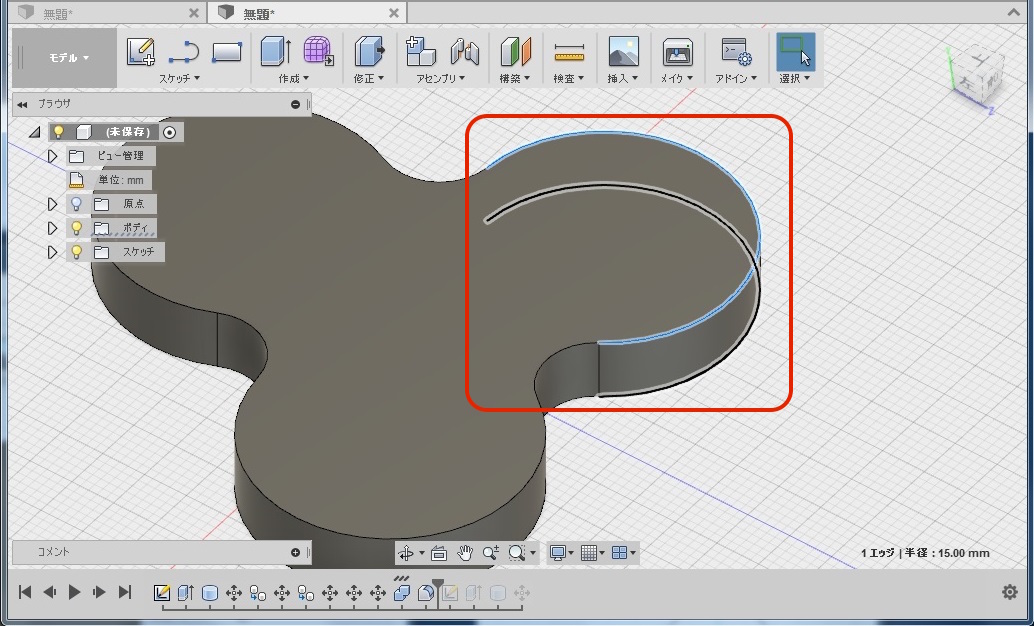 無題*
無題*
モデル
スケッチ
作成
修正
アセンブリ
構築
検査
挿入
メイク
アドイン
選択
ブラウザ
(未保存)
ビュー管理
単位: mm
原点
ボディ
スケッチ
Z
コメント
1 エッジ | 半径 : 15.00 mm